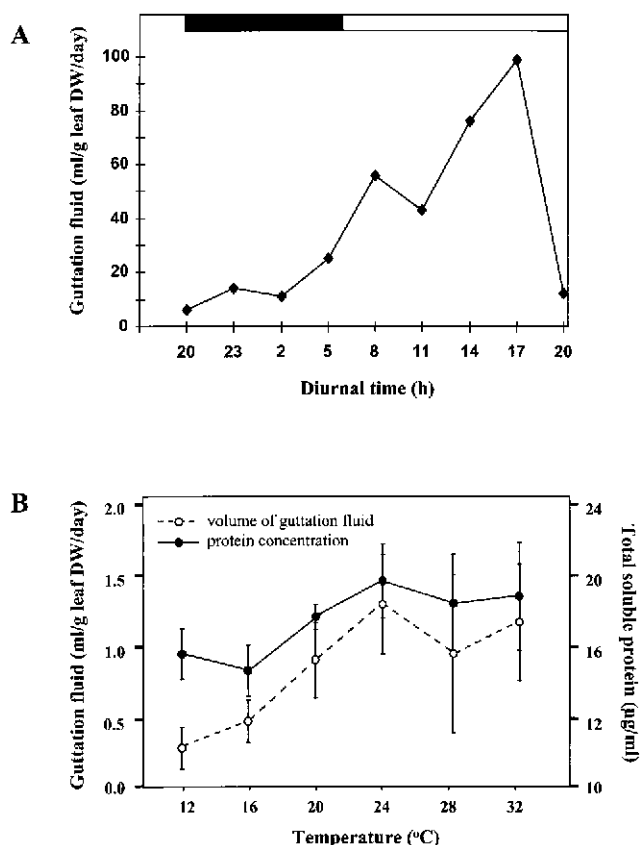 A
Guttation fluid (ml/g leaf DW/day)
100
80
60
40
20
0
20 23 2 5 8 11 14 17 20
Diurnal time (h)
B
Guttation fluid (ml/g leaf DW/day)
2.0
1.5
1.0
0.5
0.0
volume of guttation fluid
protein concentration
24
20
16
12
10
Total soluble protein (µg/ml)
12 16 20 24 28 32
Temperature (°C)